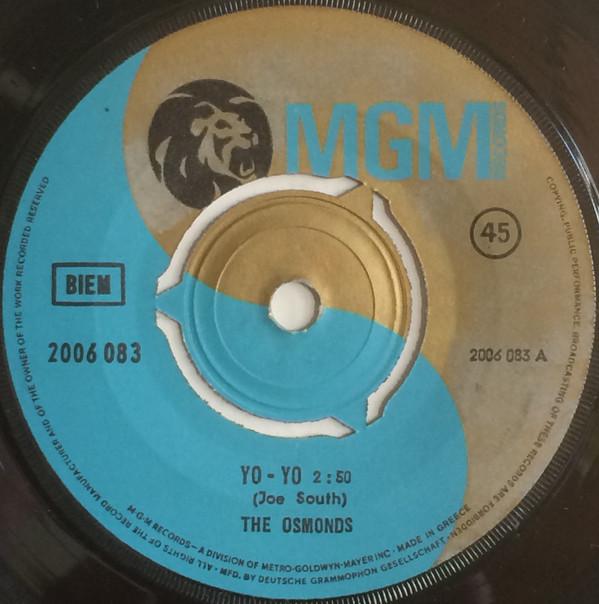 MGM
RECORDS
45
BIEM
2006 083
2006 083 A
YO-YO 2:50
(Joe South)
THE OSMONDS
M·G·M RECORDS—A DIVISION OF METRO-GOLDWYN-MAYER INC · MADE IN GREECE
ALL RIGHTS OF THE RECORD MANUFACTURER AND OF THE OWNER OF THE WORK RECORDED RESERVED
COPYING, PUBLIC PERFORMANCE, BROADCASTING OF THESE RECORDS ARE FORBIDDEN · MFD. BY DEUTSCHE GRAMMOPHON GESELLSCHAFT ·